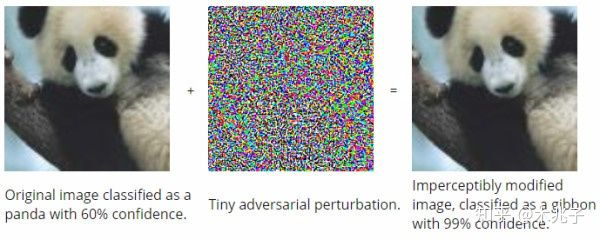 +
=
Original image classified as a
panda with 60% confidence.
Tiny adversarial perturbation.
Imperceptibly modified
image, classified as a gibbon
with 99% confidence.
知乎 @木兆子